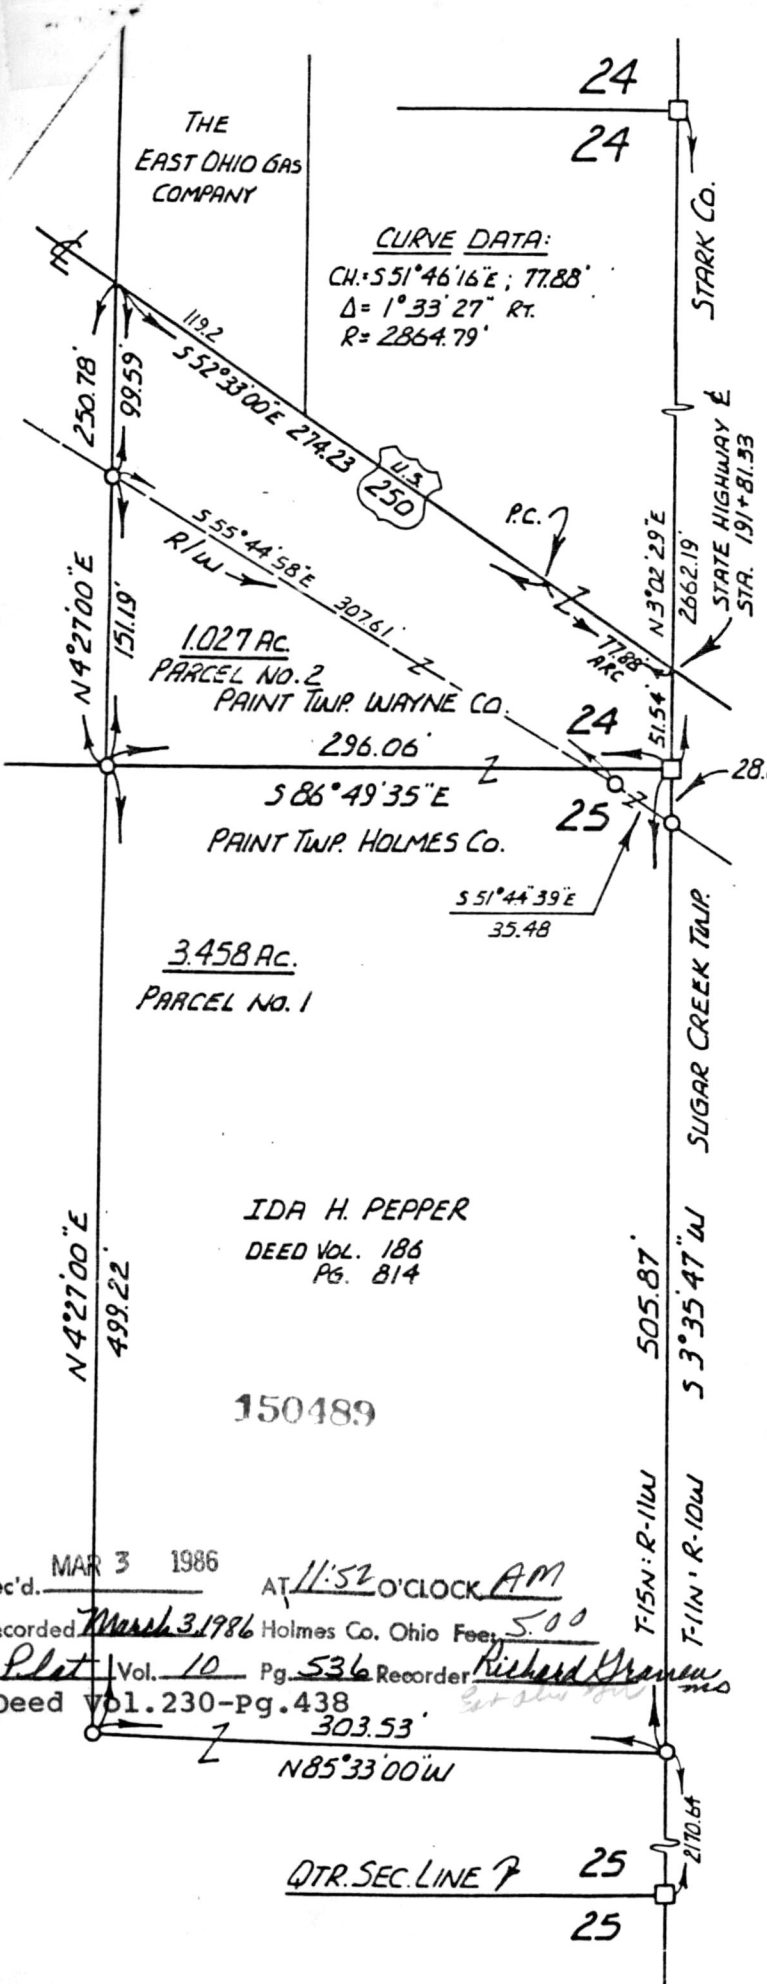 24
24
THE
EAST OHIO GAS
COMPANY
STARK CO.
CURVE DATA:
CH.=S51°46'16"E; 77.88'
Δ= 1°33'27" RT.
R= 2864.79'
119.2
S52°33'00"E 274.23
250.78'
99.59'
U.S.
250
P.C.
N3°02'29"E
2662.19'
STATE HIGHWAY ℄
STA. 191+81.33
S55°44'58"E
R/W
307.61'
77.88'
ARC
N4°27'00"E
151.19'
1.027 AC.
PARCEL NO. 2
PAINT TWP. WAYNE CO.
51.54'
24
296.06'
S86°49'35"E
28.
25
PAINT TWP. HOLMES CO.
S51°44"39"E
35.48
3.458 AC.
PARCEL NO. 1
SUGAR CREEK TWP.
IDA H. PEPPER
DEED VOL. 186
PG. 814
N4°27'00"E
499.22'
505.87'
S3°35'47"W
150489
T-15N: R-11W
T-11N: R-10W
ec'd. MAR 3 1986 AT 11:52 O'CLOCK AM
corded March 3, 1986 Holmes Co. Ohio Fee: 5.00
Plat Vol. 10 Pg. 536 Recorder Richard
Deed Vol.230-Pg.438
303.53'
N85°33'00"W
2170.64
QTR. SEC. LINE
25
25